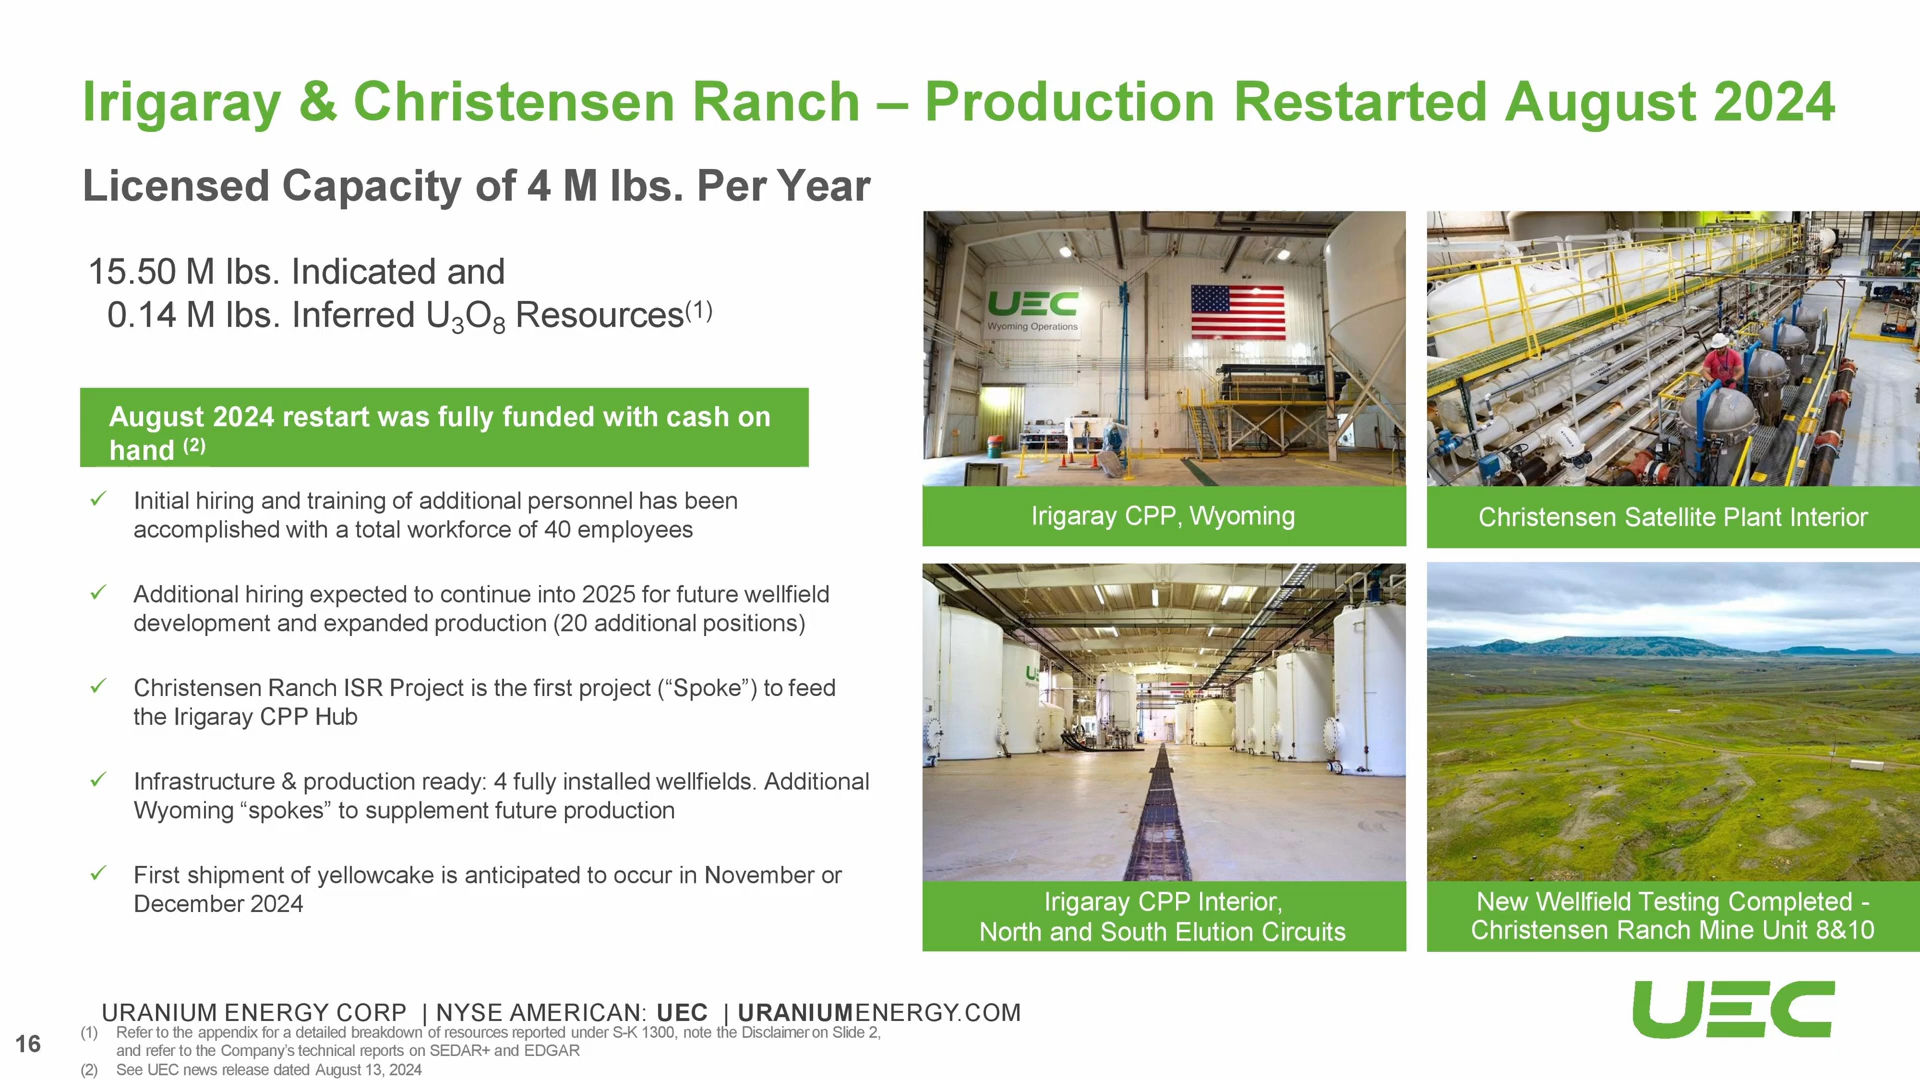 Irigaray & Christensen Ranch – Production Restarted August 2024
Licensed Capacity of 4 M lbs. Per Year
15.50 M lbs. Indicated and
0.14 M lbs. Inferred U3O8 Resources(1)
August 2024 restart was fully funded with cash on
hand (2)
✓ Initial hiring and training of additional personnel has been
accomplished with a total workforce of 40 employees
✓ Additional hiring expected to continue into 2025 for future wellfield
development and expanded production (20 additional positions)
✓ Christensen Ranch ISR Project is the first project (“Spoke”) to feed
the Irigaray CPP Hub
✓ Infrastructure & production ready: 4 fully installed wellfields. Additional
Wyoming “spokes” to supplement future production
✓ First shipment of yellowcake is anticipated to occur in November or
December 2024
UEC
Wyoming Operations
Irigaray CPP, Wyoming
Christensen Satellite Plant Interior
Irigaray CPP Interior,
North and South Elution Circuits
New Wellfield Testing Completed -
Christensen Ranch Mine Unit 8&10
URANIUM ENERGY CORP | NYSE AMERICAN: UEC | URANIUMENERGY.COM
(1) Refer to the appendix for a detailed breakdown of resources reported under S-K 1300, note the Disclaimer on Slide 2,
and refer to the Company’s technical reports on SEDAR+ and EDGAR
(2) See UEC news release dated August 13, 2024
16
UEC